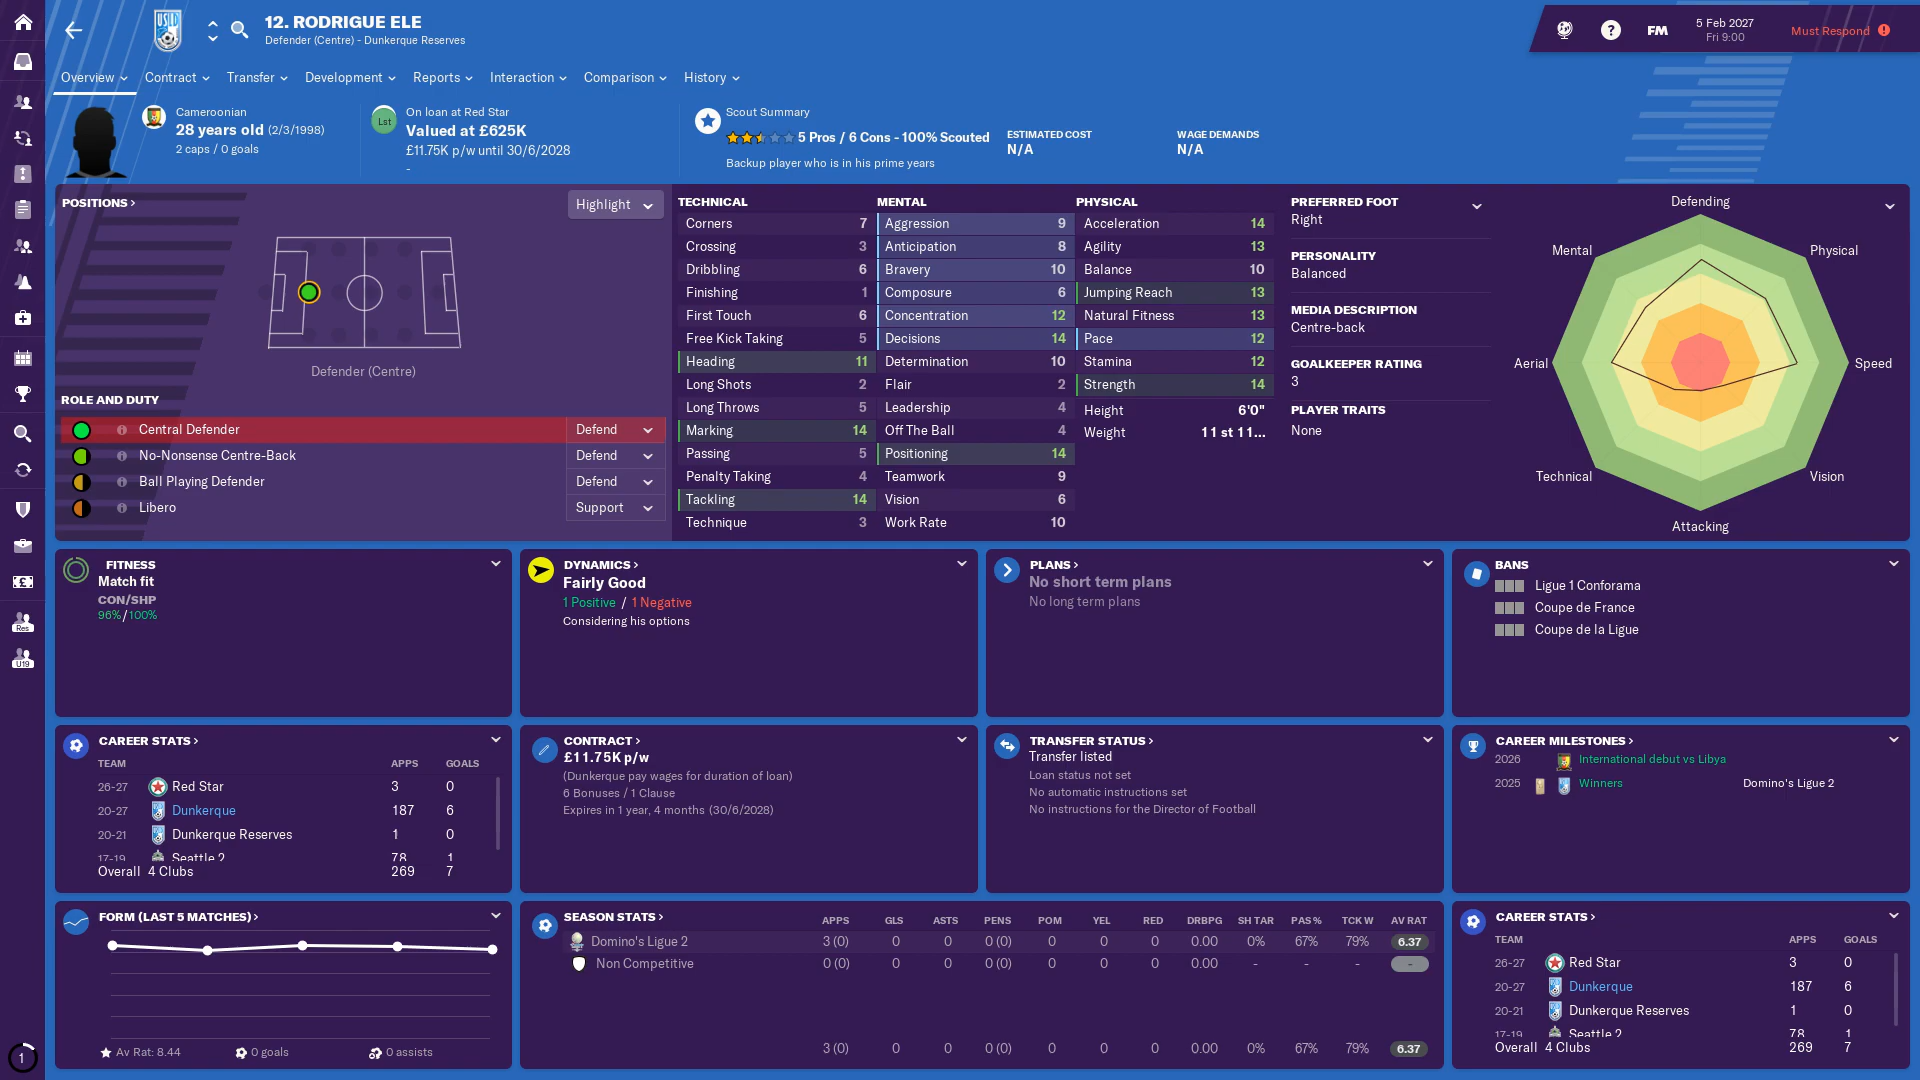 12. RODRIGUE ELE
Defender (Centre) - Dunkerque Reserves
FM
5 Feb 2027
Fri 9:00
Must Respond
Overview
Contract
Transfer
Development
Reports
Interaction
Comparison
History
Cameroonian
28 years old (2/3/1998)
2 caps / 0 goals
Lst
On loan at Red Star
Valued at £625K
£11.75K p/w until 30/6/2028
-
Scout Summary
5 Pros / 6 Cons - 100% Scouted
Backup player who is in his prime years
ESTIMATED COST
N/A
WAGE DEMANDS
N/A
POSITIONS >
Highlight
Defender (Centre)
ROLE AND DUTY
Central Defender Defend
No-Nonsense Centre-Back Defend
Ball Playing Defender Defend
Libero Support
TECHNICAL
Corners 7
Crossing 3
Dribbling 6
Finishing 1
First Touch 6
Free Kick Taking 5
Heading 11
Long Shots 2
Long Throws 5
Marking 14
Passing 5
Penalty Taking 4
Tackling 14
Technique 3
MENTAL
Aggression 9
Anticipation 8
Bravery 10
Composure 6
Concentration 12
Decisions 14
Determination 10
Flair 2
Leadership 4
Off The Ball 4
Positioning 14
Teamwork 9
Vision 6
Work Rate 10
PHYSICAL
Acceleration 14
Agility 13
Balance 10
Jumping Reach 13
Natural Fitness 13
Pace 12
Stamina 12
Strength 14
Height 6'0"
Weight 11 st 11...
PREFERRED FOOT
Right
PERSONALITY
Balanced
MEDIA DESCRIPTION
Centre-back
GOALKEEPER RATING
3
PLAYER TRAITS
None
Defending
Physical
Speed
Vision
Attacking
Technical
Aerial
Mental
FITNESS
Match fit
CON/SHP
96% / 100%
DYNAMICS >
Fairly Good
1 Positive / 1 Negative
Considering his options
PLANS >
No short term plans
No long term plans
BANS
Ligue 1 Conforama
Coupe de France
Coupe de la Ligue
CAREER STATS >
TEAM APPS GOALS
26-27 Red Star 3 0
20-27 Dunkerque 187 6
20-21 Dunkerque Reserves 1 0
17-19 Seattle 2 78 1
Overall 4 Clubs 269 7
CONTRACT >
£11.75K p/w
(Dunkerque pay wages for duration of loan)
6 Bonuses / 1 Clause
Expires in 1 year, 4 months (30/6/2028)
TRANSFER STATUS >
Transfer listed
Loan status not set
No automatic instructions set
No instructions for the Director of Football
CAREER MILESTONES >
2026 International debut vs Libya
2025 Winners Domino's Ligue 2
FORM (LAST 5 MATCHES) >
Av Rat: 8.44 0 goals 0 assists
SEASON STATS >
APPS GLS ASTS PENS POM YEL RED DRBPG SH TAR PAS % TCK W AV RAT
Domino's Ligue 2 3 (0) 0 0 0 (0) 0 0 0 0.00 0% 67% 79% 6.37
Non Competitive 0 (0) 0 0 0 (0) 0 0 0 0.00 - - - -
3 (0) 0 0 0 (0) 0 0 0 0.00 0% 67% 79% 6.37
CAREER STATS >
TEAM APPS GOALS
26-27 Red Star 3 0
20-27 Dunkerque 187 6
20-21 Dunkerque Reserves 1 0
17-19 Seattle 2 78 1
Overall 4 Clubs 269 7
Res
U19
1